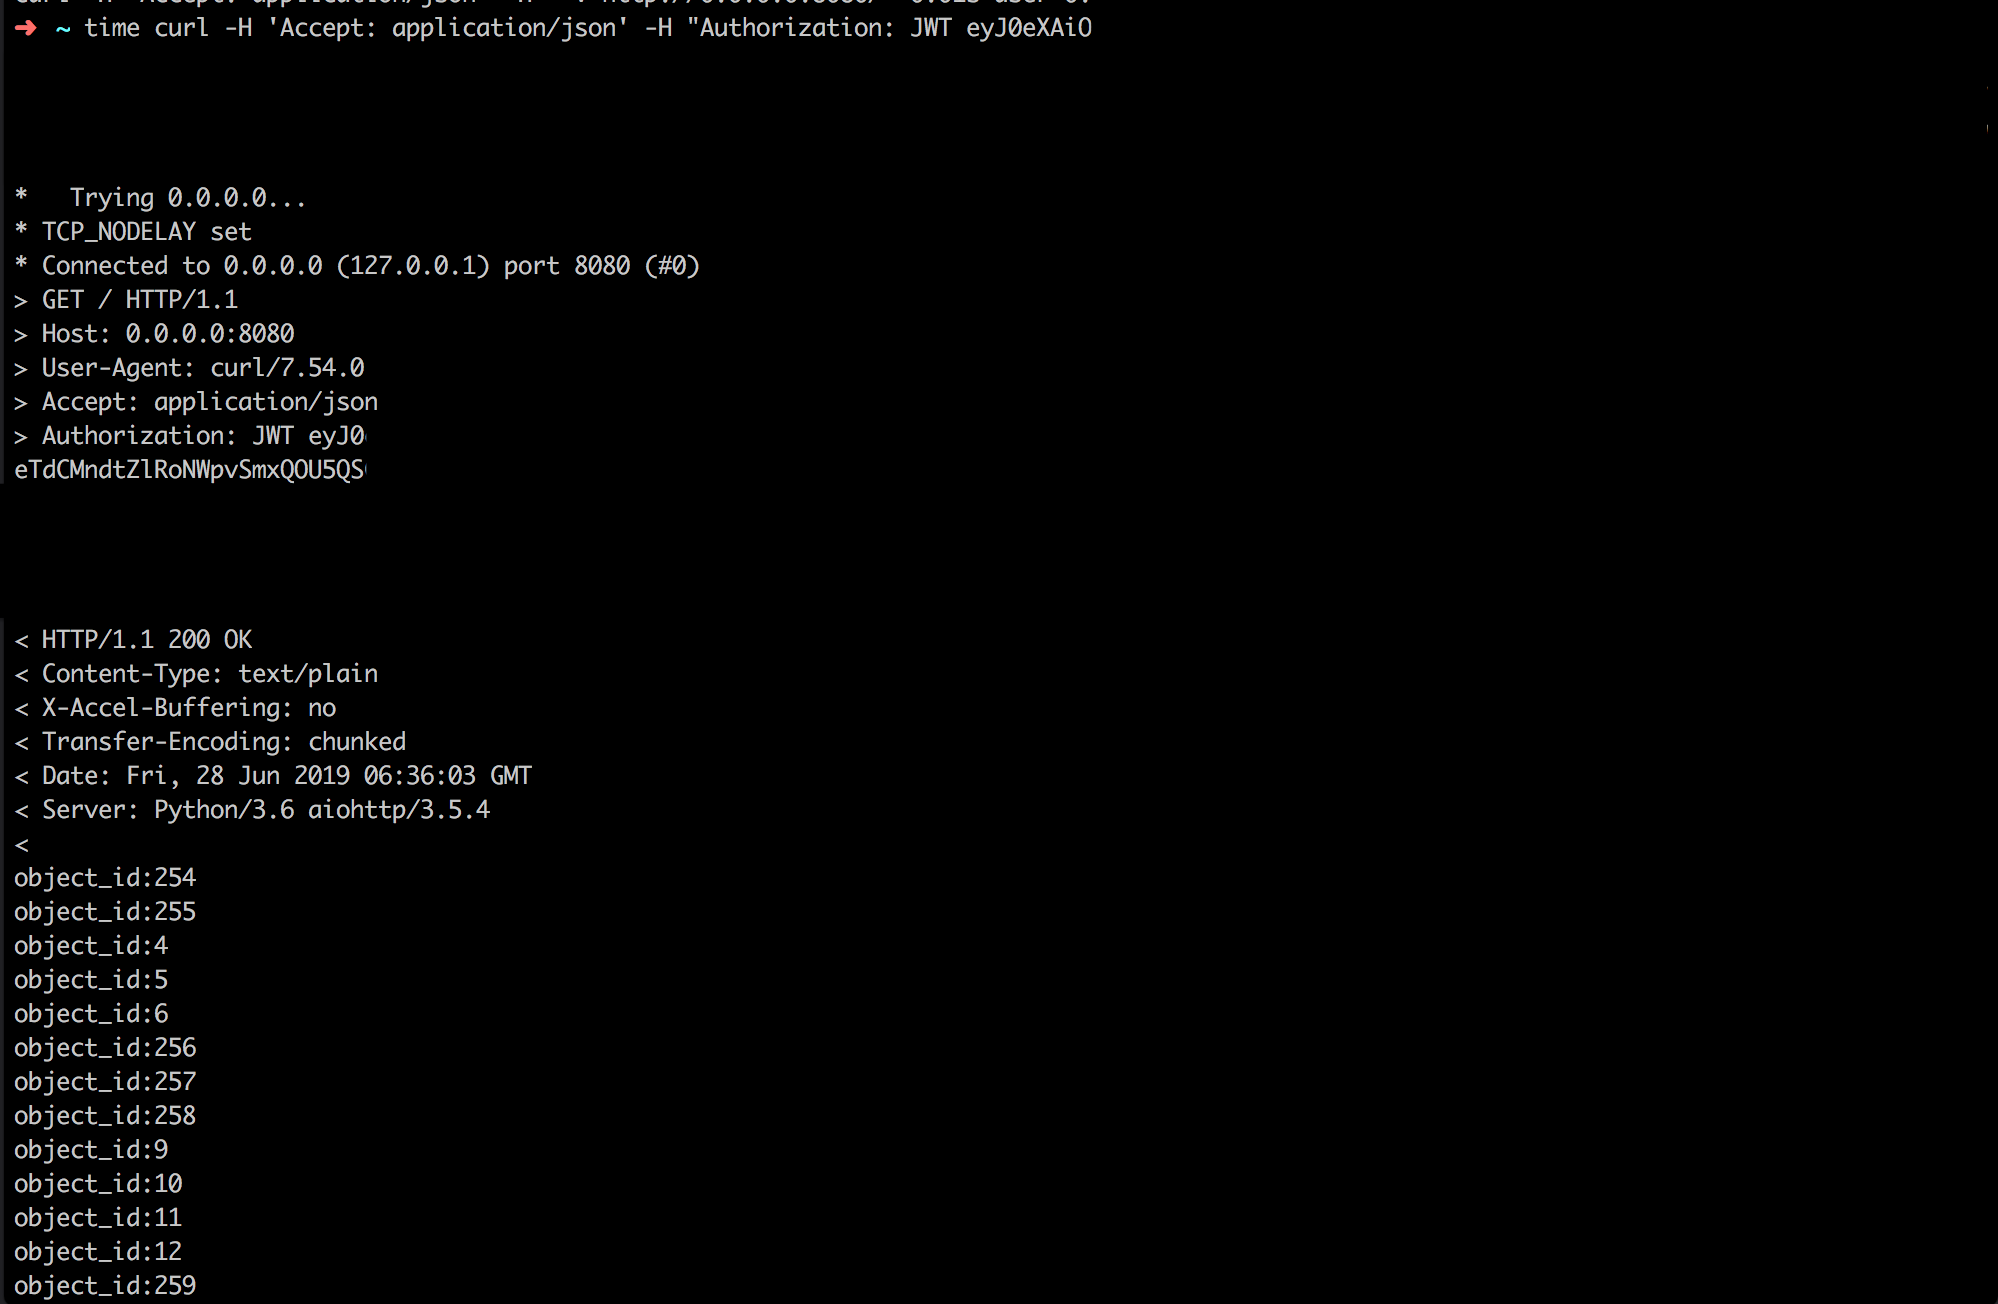 ➜ ~ time curl -H 'Accept: application/json' -H "Authorization: JWT eyJ0eXAiO
* Trying 0.0.0.0...
* TCP_NODELAY set
* Connected to 0.0.0.0 (127.0.0.1) port 8080 (#0)
> GET / HTTP/1.1
> Host: 0.0.0.0:8080
> User-Agent: curl/7.54.0
> Accept: application/json
> Authorization: JWT eyJ0
eTdCMndtZlRoNWpvSmxQOU5QS
< HTTP/1.1 200 OK
< Content-Type: text/plain
< X-Accel-Buffering: no
< Transfer-Encoding: chunked
< Date: Fri, 28 Jun 2019 06:36:03 GMT
< Server: Python/3.6 aiohttp/3.5.4
<
object_id:254
object_id:255
object_id:4
object_id:5
object_id:6
object_id:256
object_id:257
object_id:258
object_id:9
object_id:10
object_id:11
object_id:12
object_id:259